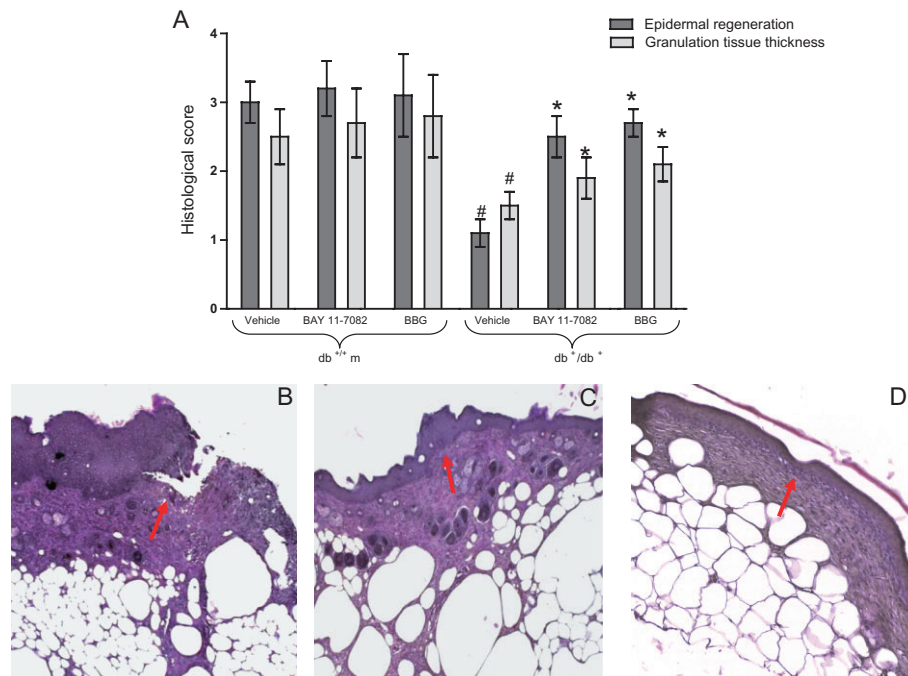 A
Epidermal regeneration
Granulation tissue thickness
Histological score
4
3
2
1
0
# # * * * *
Vehicle BAY 11-7082 BBG Vehicle BAY 11-7082 BBG
db +/+ m db +/db +
B C D